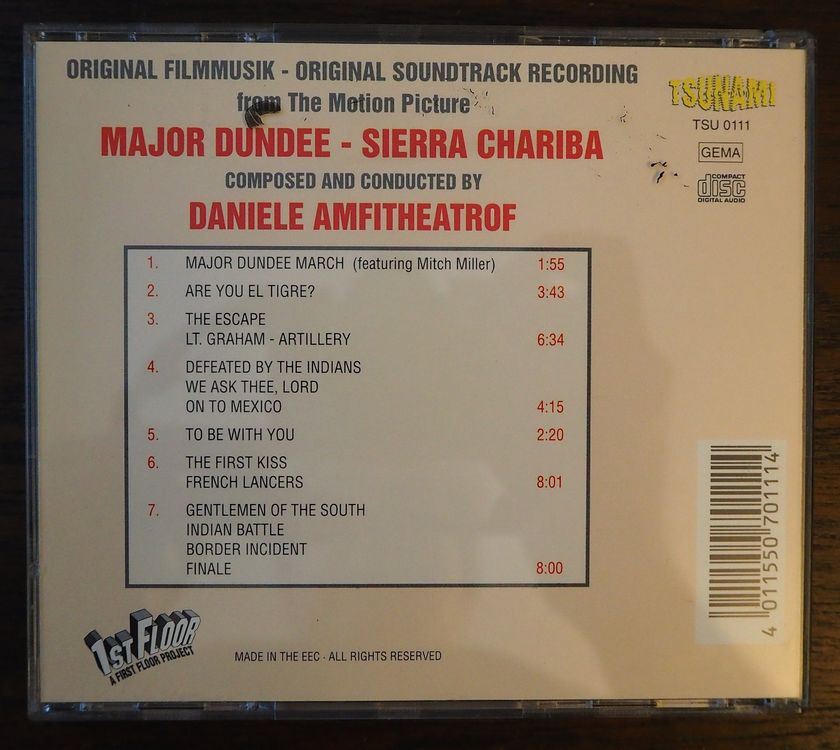 ORIGINAL FILMMUSIK - ORIGINAL SOUNDTRACK RECORDING
from The Motion Picture
MAJOR DUNDEE - SIERRA CHARIBA
COMPOSED AND CONDUCTED BY
DANIELE AMFITHEATROF
TSUNAMI
TSU 0111
GEMA
COMPACT
disc
DIGITAL AUDIO
1. MAJOR DUNDEE MARCH (featuring Mitch Miller) 1:55
2. ARE YOU EL TIGRE? 3:43
3. THE ESCAPE
LT. GRAHAM - ARTILLERY 6:34
4. DEFEATED BY THE INDIANS
WE ASK THEE, LORD
ON TO MEXICO 4:15
5. TO BE WITH YOU 2:20
6. THE FIRST KISS
FRENCH LANCERS 8:01
7. GENTLEMEN OF THE SOUTH
INDIAN BATTLE
BORDER INCIDENT
FINALE 8:00
4 011550 701114
1ST FLOOR
A FIRST FLOOR PROJECT
MADE IN THE EEC · ALL RIGHTS RESERVED